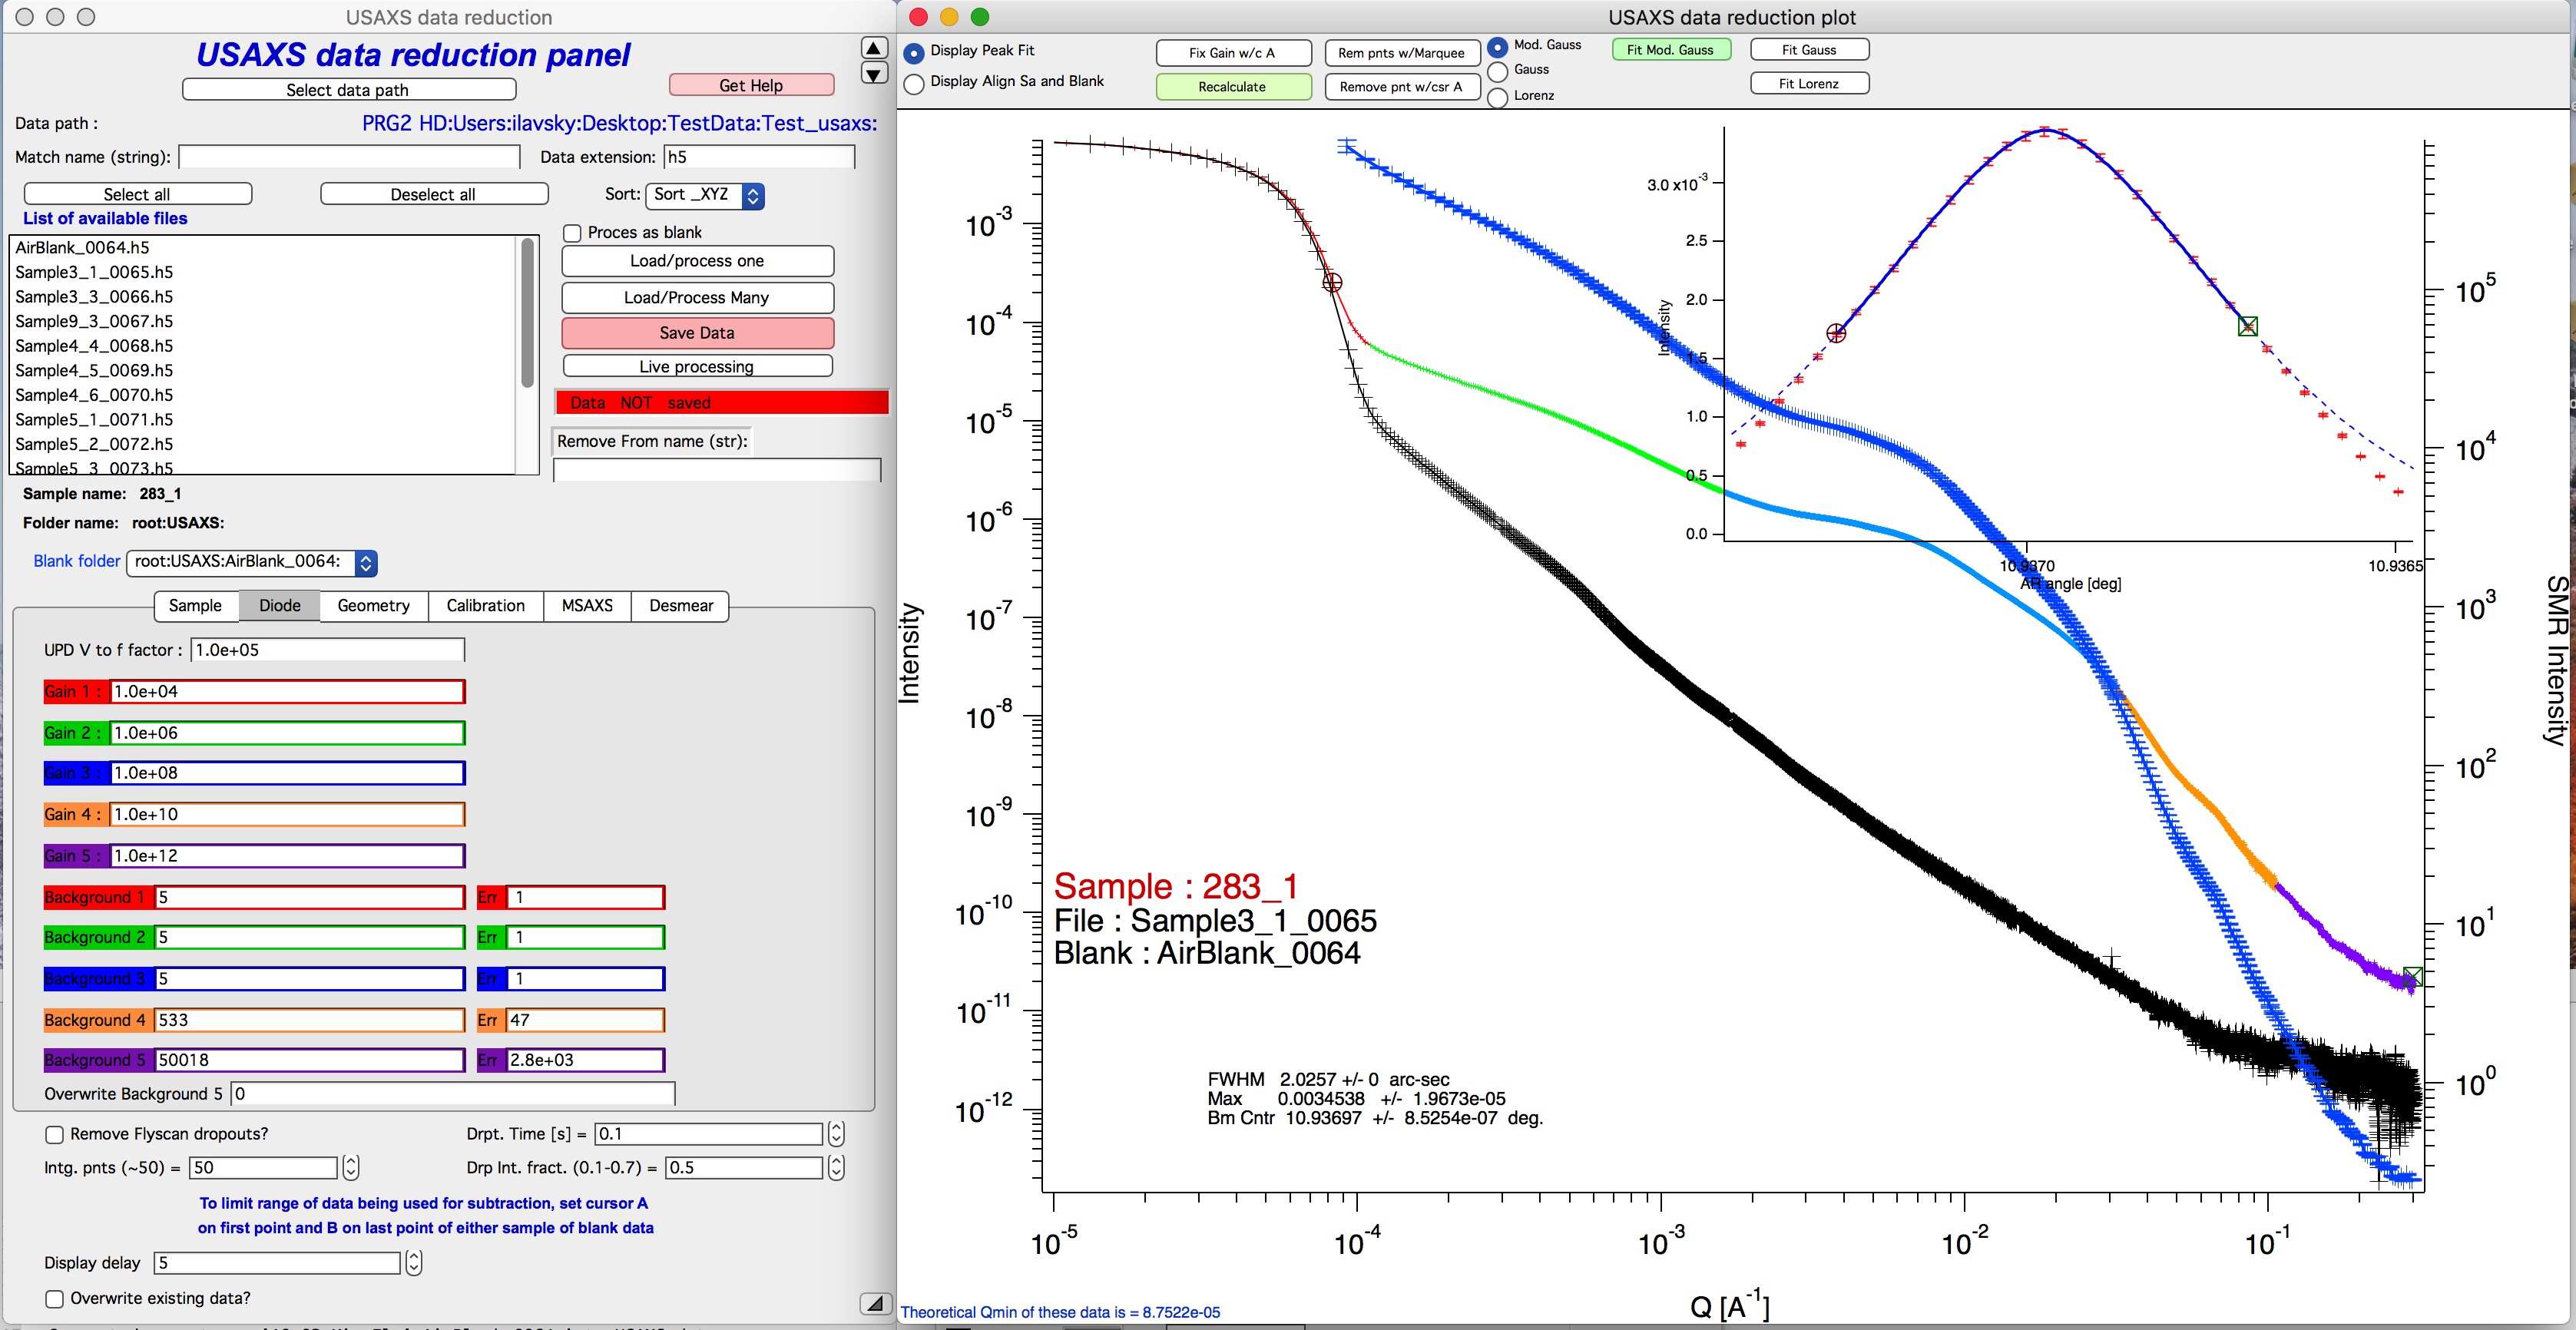 USAXS data reduction
USAXS data reduction panel
Select data path
Get Help
Data path :
PRG2 HD:Users:ilavsky:Desktop:TestData:Test_usaxs:
Match name (string):
Data extension: h5
Select all
Deselect all
Sort: Sort _XYZ
List of available files
AirBlank_0064.h5
Sample3_1_0065.h5
Sample3_3_0066.h5
Sample9_3_0067.h5
Sample4_4_0068.h5
Sample4_5_0069.h5
Sample4_6_0070.h5
Sample5_1_0071.h5
Sample5_2_0072.h5
Sample5_3_0073.h5
Proces as blank
Load/process one
Load/Process Many
Save Data
Live processing
Data NOT saved
Remove From name (str):
Sample name: 283_1
Folder name: root:USAXS:
Blank folder root:USAXS:AirBlank_0064:
Sample Diode Geometry Calibration MSAXS Desmear
UPD V to f factor : 1.0e+05
Gain 1 : 1.0e+04
Gain 2 : 1.0e+06
Gain 3 : 1.0e+08
Gain 4 : 1.0e+10
Gain 5 : 1.0e+12
Background 1 5 Err 1
Background 2 5 Err 1
Background 3 5 Err 1
Background 4 533 Err 47
Background 5 50018 Err 2.8e+03
Overwrite Background 5 0
Remove Flyscan dropouts?
Drpt. Time [s] = 0.1
Intg. pnts (~50) = 50
Drp Int. fract. (0.1-0.7) = 0.5
To limit range of data being used for subtraction, set cursor A
on first point and B on last point of either sample of blank data
Display delay 5
Overwrite existing data?
USAXS data reduction plot
Display Peak Fit
Display Align Sa and Blank
Fix Gain w/c A
Recalculate
Rem pnts w/Marquee
Remove pnt w/csr A
Mod. Gauss
Gauss
Lorenz
Fit Mod. Gauss
Fit Gauss
Fit Lorenz
Intensity
10-3
10-4
10-5
10-6
10-7
10-8
10-9
10-10
10-11
10-12
3.0 x10-3
2.5
2.0
1.5
1.0
0.5
0.0
Intensity
10.9370
10.9365
AR angle [deg]
105
104
103
102
101
100
SMR Intensity
Sample : 283_1
File : Sample3_1_0065
Blank : AirBlank_0064
FWHM 2.0257 +/- 0 arc-sec
Max 0.0034538 +/- 1.9673e-05
Bm Cntr 10.93697 +/- 8.5254e-07 deg.
10-5
10-4
10-3
10-2
10-1
Q [A-1]
Theoretical Qmin of these data is = 8.7522e-05